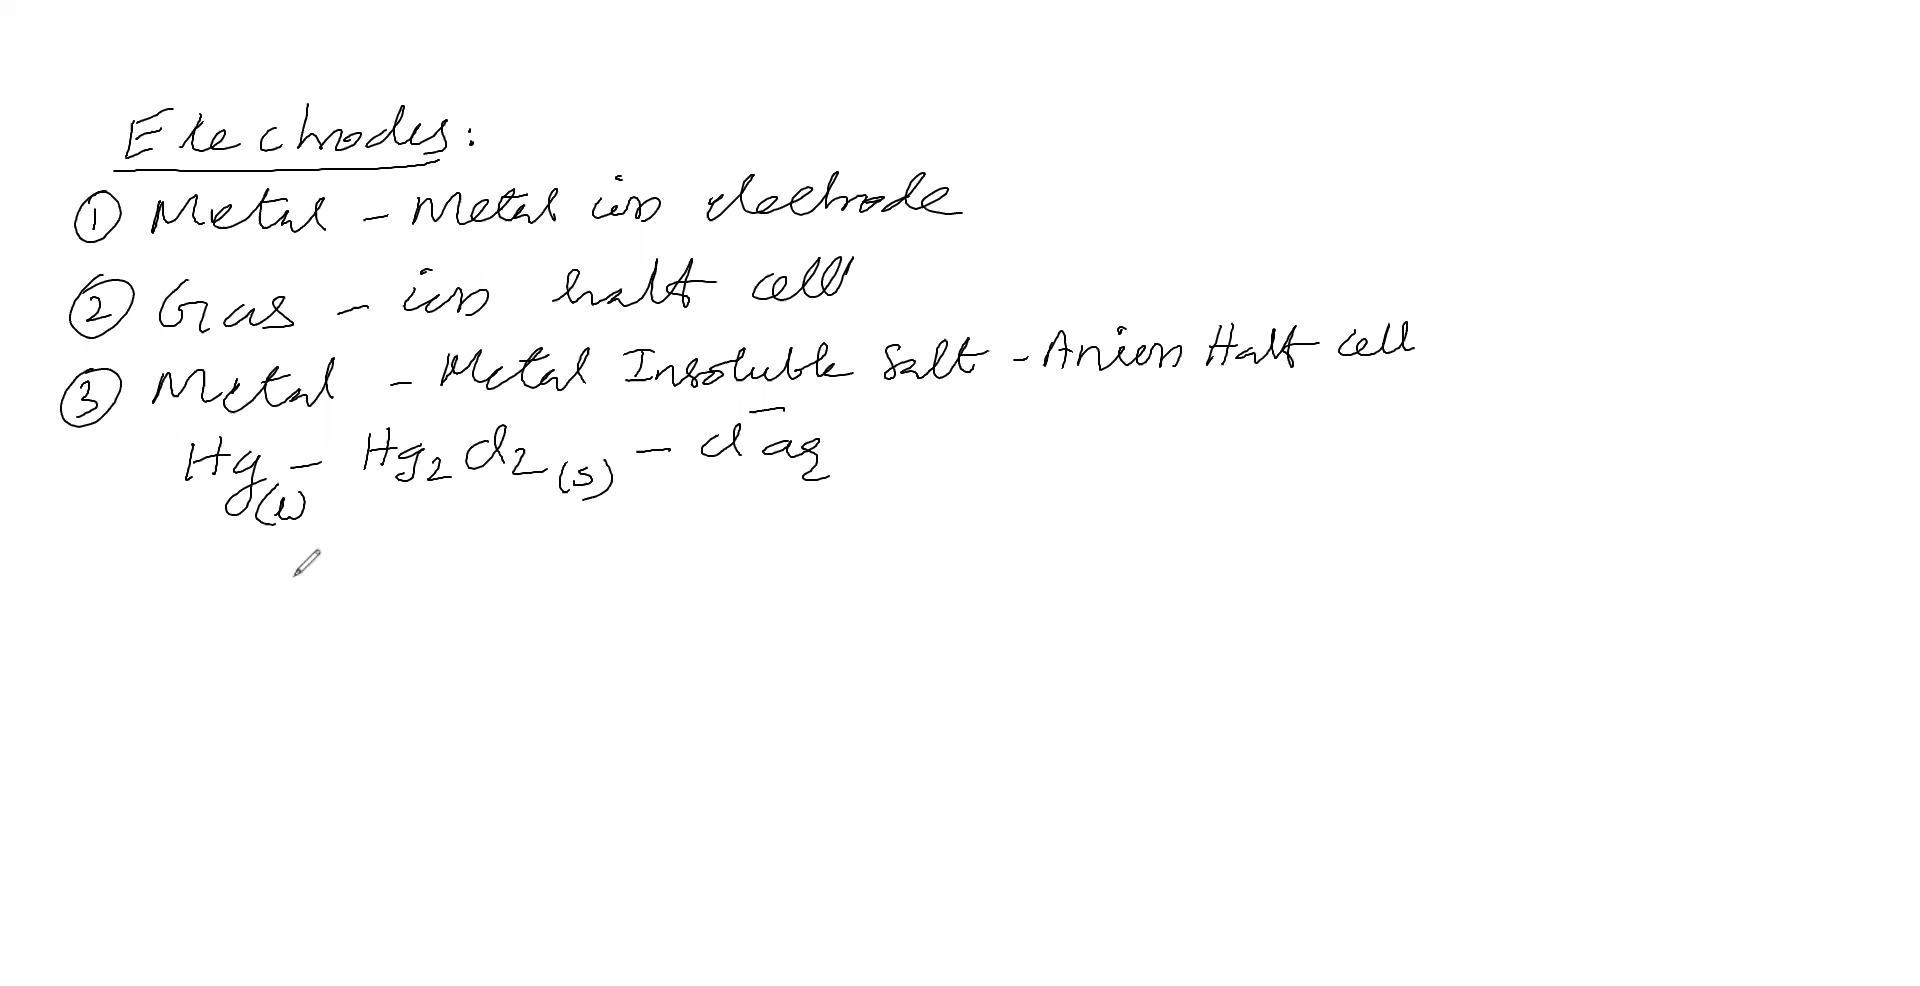 Electrodes:
① Metal - Metal ion electrode
② Gas - ion half cell
③ Metal - Metal Insoluble Salt - Anion Half cell
Hg(l) - Hg₂Cl₂(s) - Cl⁻aq